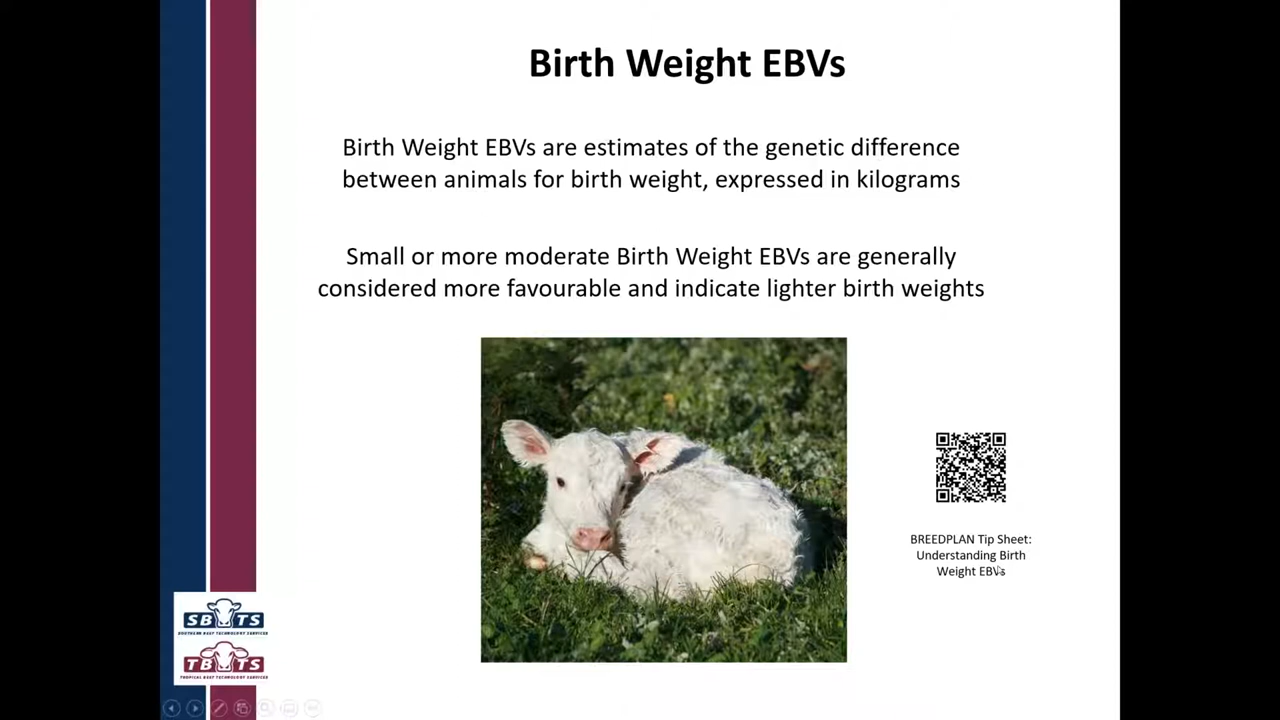 Birth Weight EBVs
Birth Weight EBVs are estimates of the genetic difference
between animals for birth weight, expressed in kilograms
Small or more moderate Birth Weight EBVs are generally
considered more favourable and indicate lighter birth weights
BREEDPLAN Tip Sheet:
Understanding Birth
Weight EBVs
SBTS
SOUTHERN BEEF TECHNOLOGY SERVICES
TBTS
TROPICAL BEEF TECHNOLOGY SERVICES